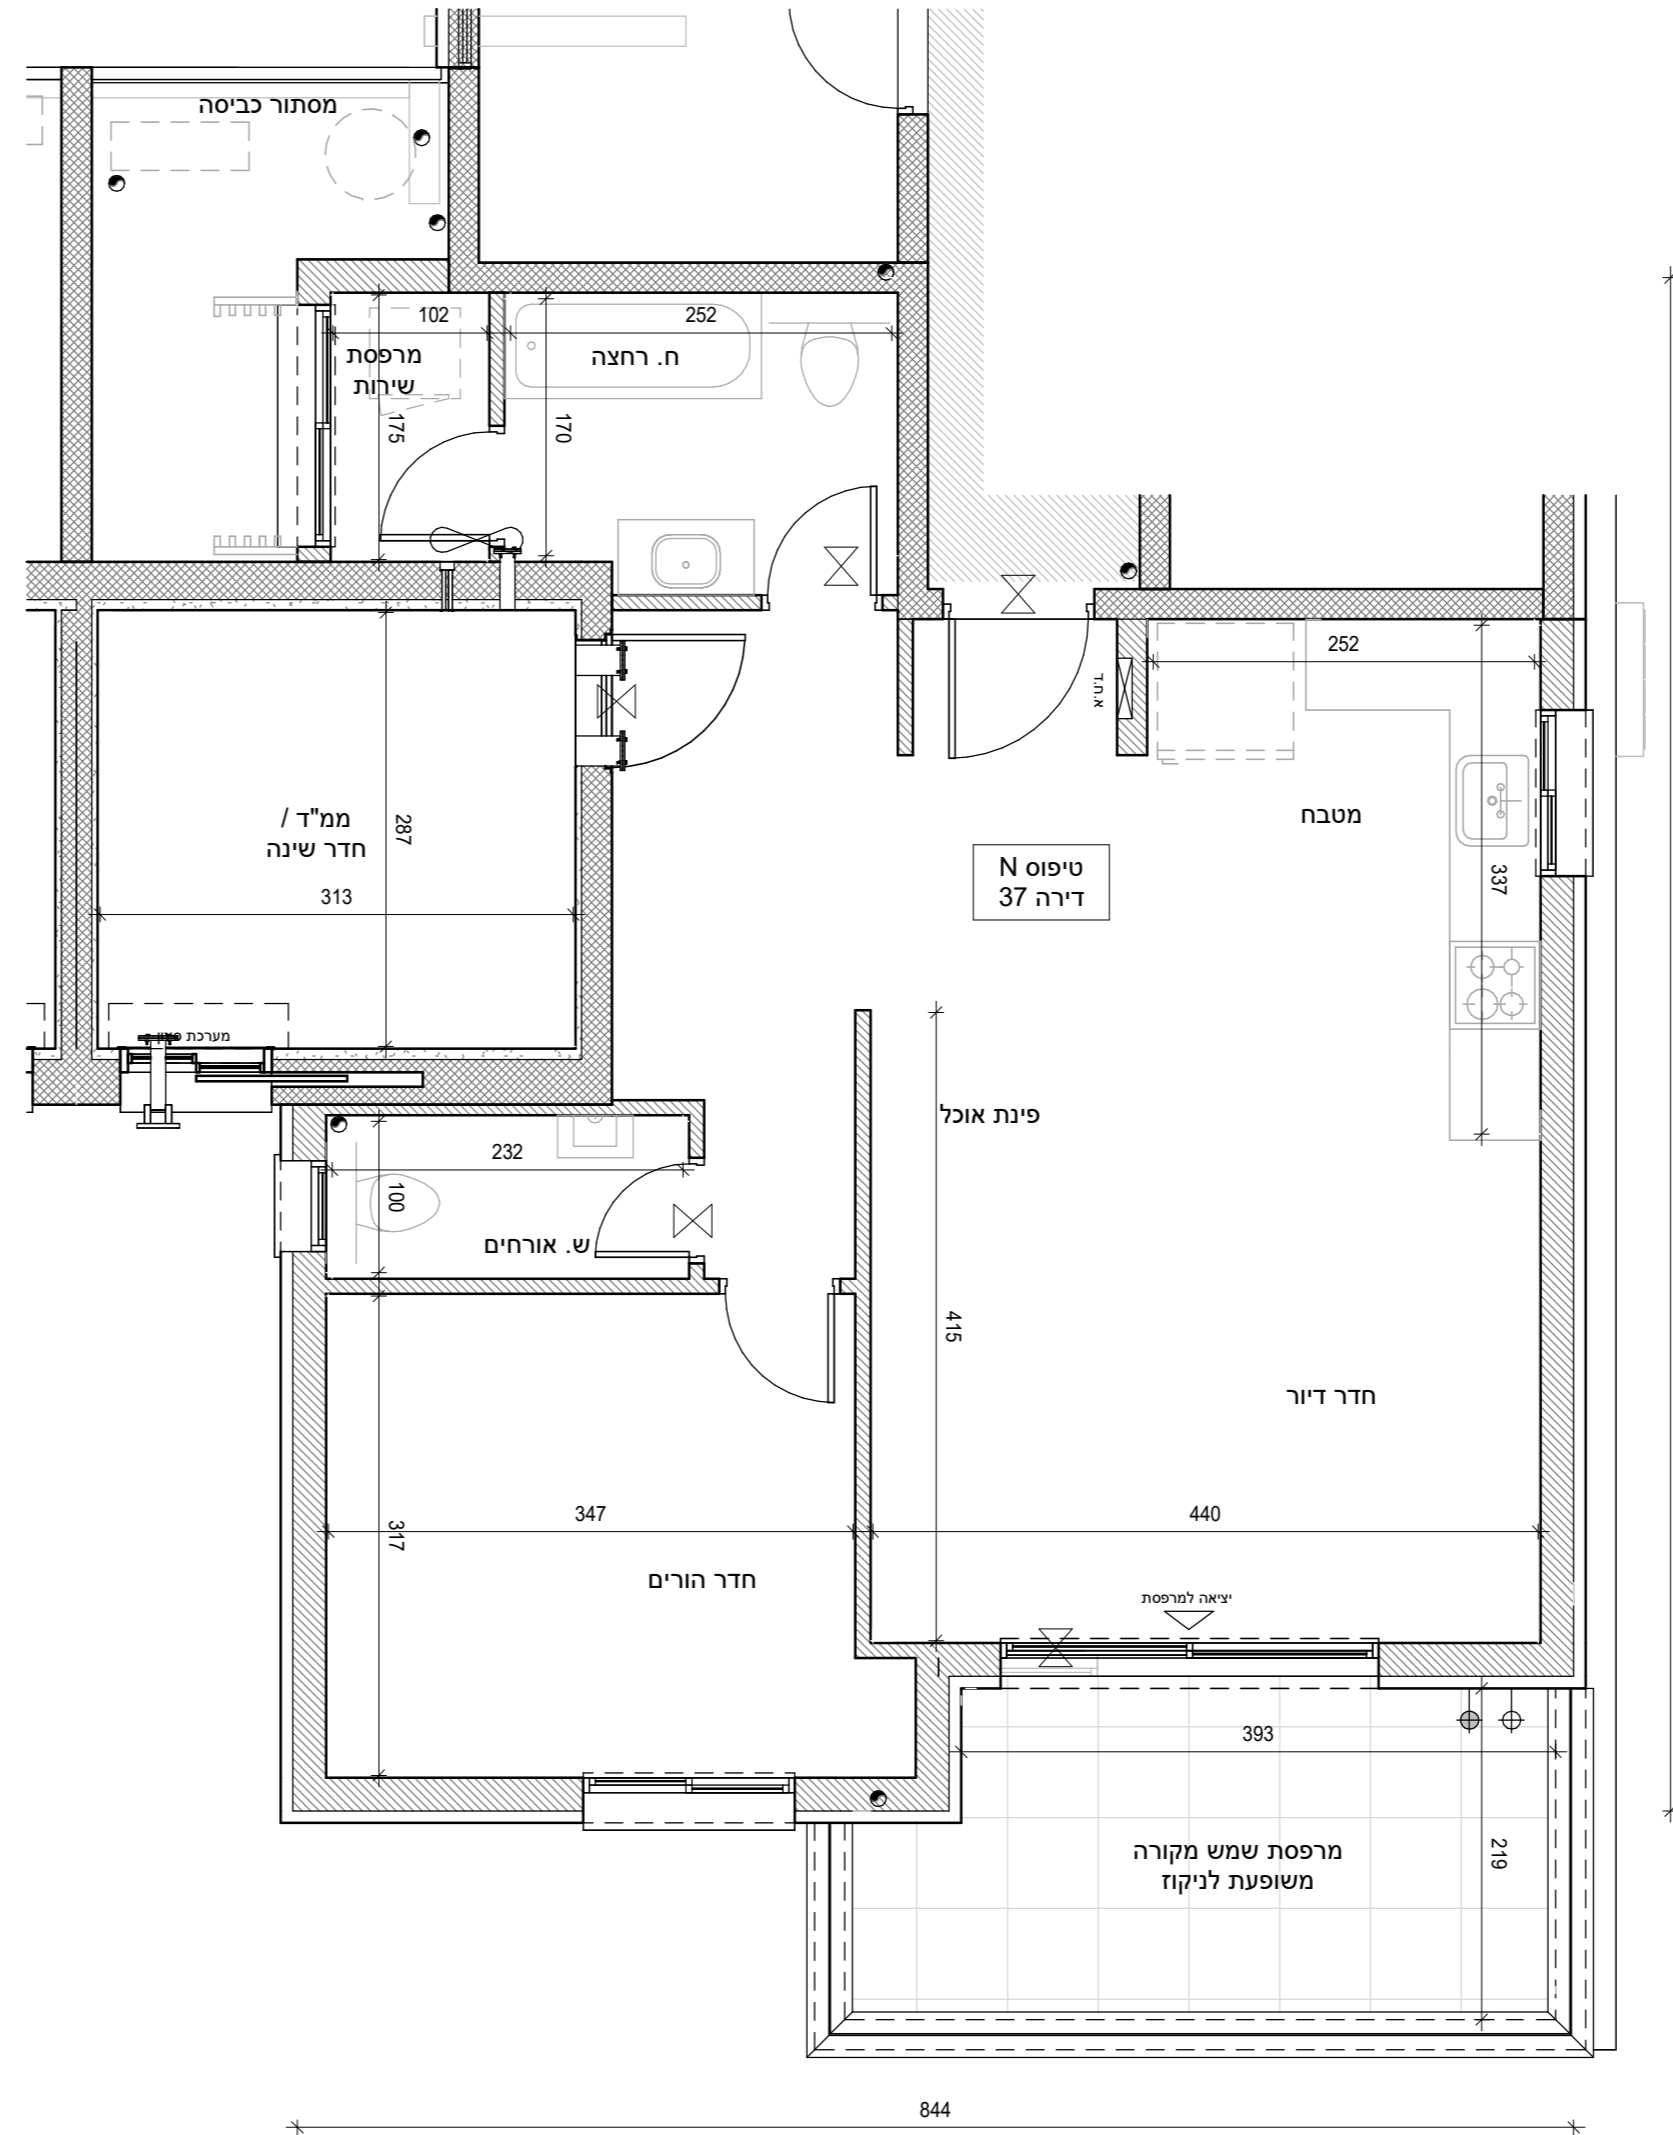 מסתור כביסה
102
252
מרפסת
שירות
ח. רחצה
175
170
252
א.ח.ד
ממ"ד /
חדר שינה
287
313
מטבח
337
טיפוס N
דירה 37
מערכת
פינת אוכל
232
100
ש. אורחים
415
חדר דיור
347
440
317
חדר הורים
יציאה למרפסת
393
מרפסת שמש מקורה
משופעת לניקוז
219
844